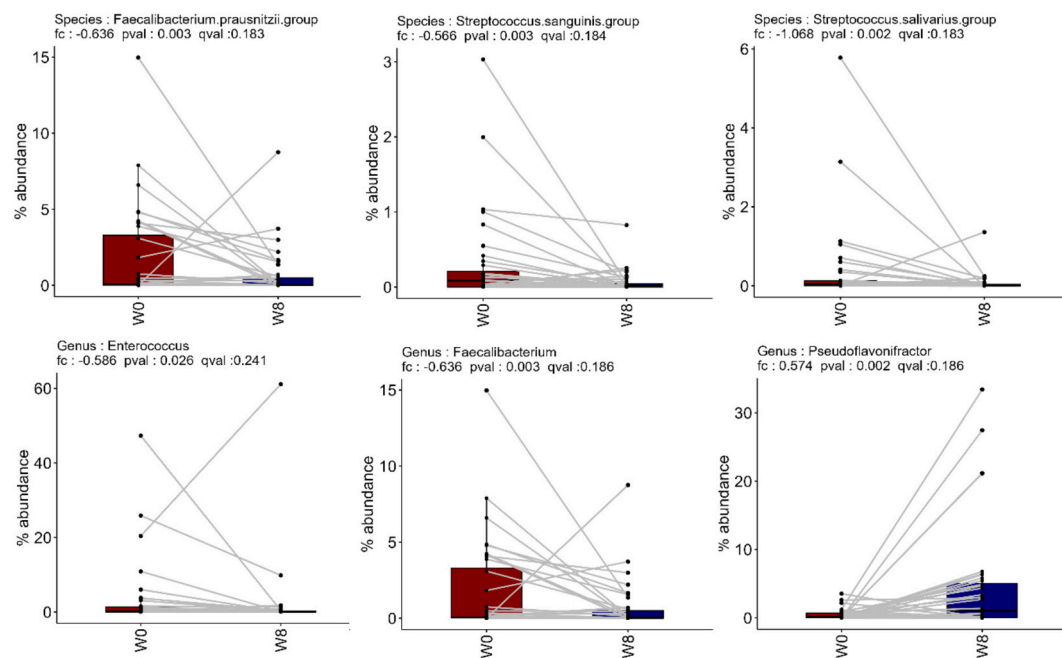 Species : Faecalibacterium.prausnitzii.group
fc : -0.636 pval : 0.003 qval :0.183
% abundance
15
10
5
0
W0
W8
Species : Streptococcus.sanguinis.group
fc : -0.566 pval : 0.003 qval :0.184
% abundance
3
2
1
0
W0
W8
Species : Streptococcus.salivarius.group
fc : -1.068 pval : 0.002 qval :0.183
% abundance
6
4
2
0
W0
W8
Genus : Enterococcus
fc : -0.586 pval : 0.026 qval :0.241
% abundance
60
40
20
0
W0
W8
Genus : Faecalibacterium
fc : -0.636 pval : 0.003 qval :0.186
% abundance
15
10
5
0
W0
W8
Genus : Pseudoflavonifractor
fc : 0.574 pval : 0.002 qval :0.186
% abundance
30
20
10
0
W0
W8